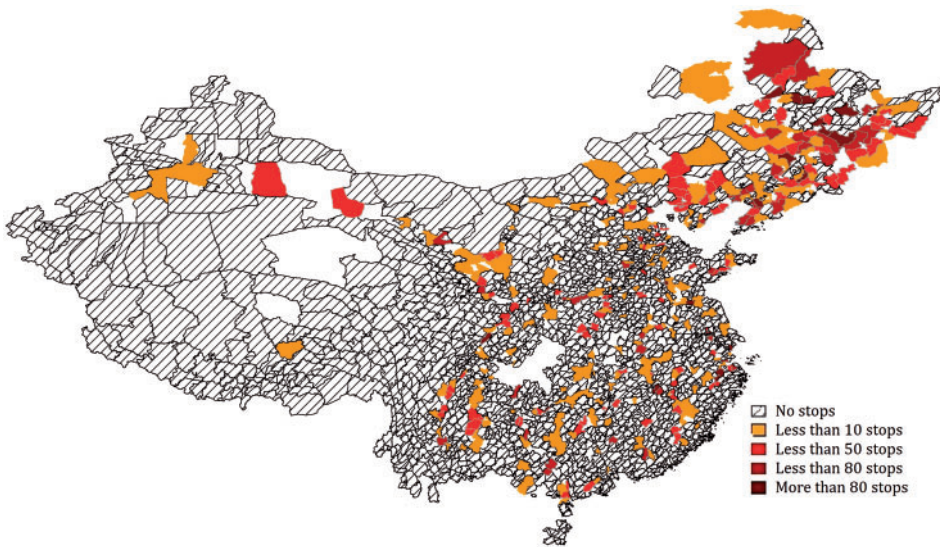 No stops
Less than 10 stops
Less than 50 stops
Less than 80 stops
More than 80 stops